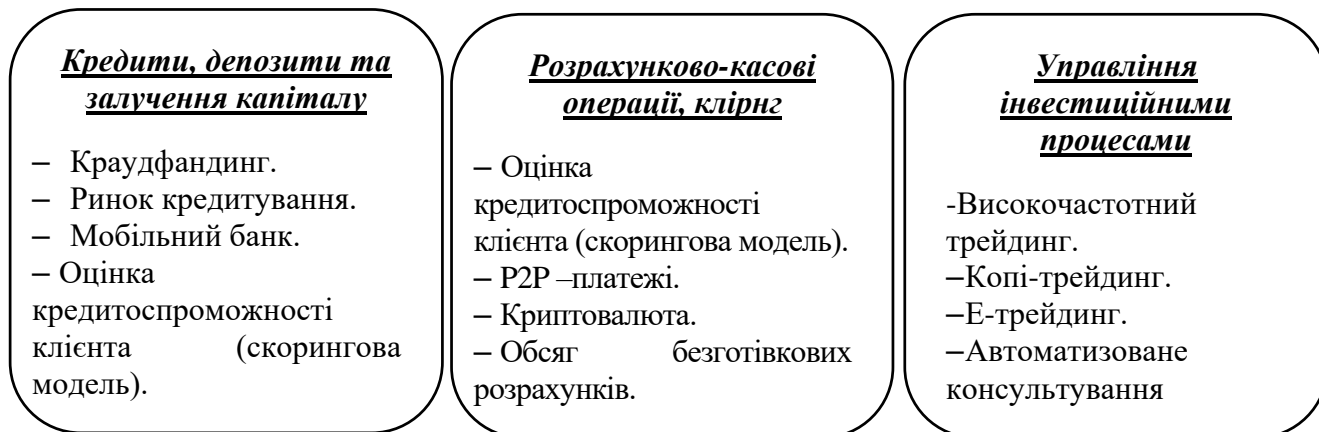 Кредити, депозити та
залучення капіталу
– Краудфандинг.
– Ринок кредитування.
– Мобільний банк.
– Оцінка
кредитоспроможності
клієнта (скорингова
модель).
Розрахунково-касові
операції, клірнг
– Оцінка
кредитоспроможності
клієнта (скорингова модель).
– P2P –платежі.
– Криптовалюта.
– Обсяг безготівкових
розрахунків.
Управління
інвестиційними
процесами
-Високочастотний
трейдинг.
–Копі-трейдинг.
–Е-трейдинг.
–Автоматизоване
консультування